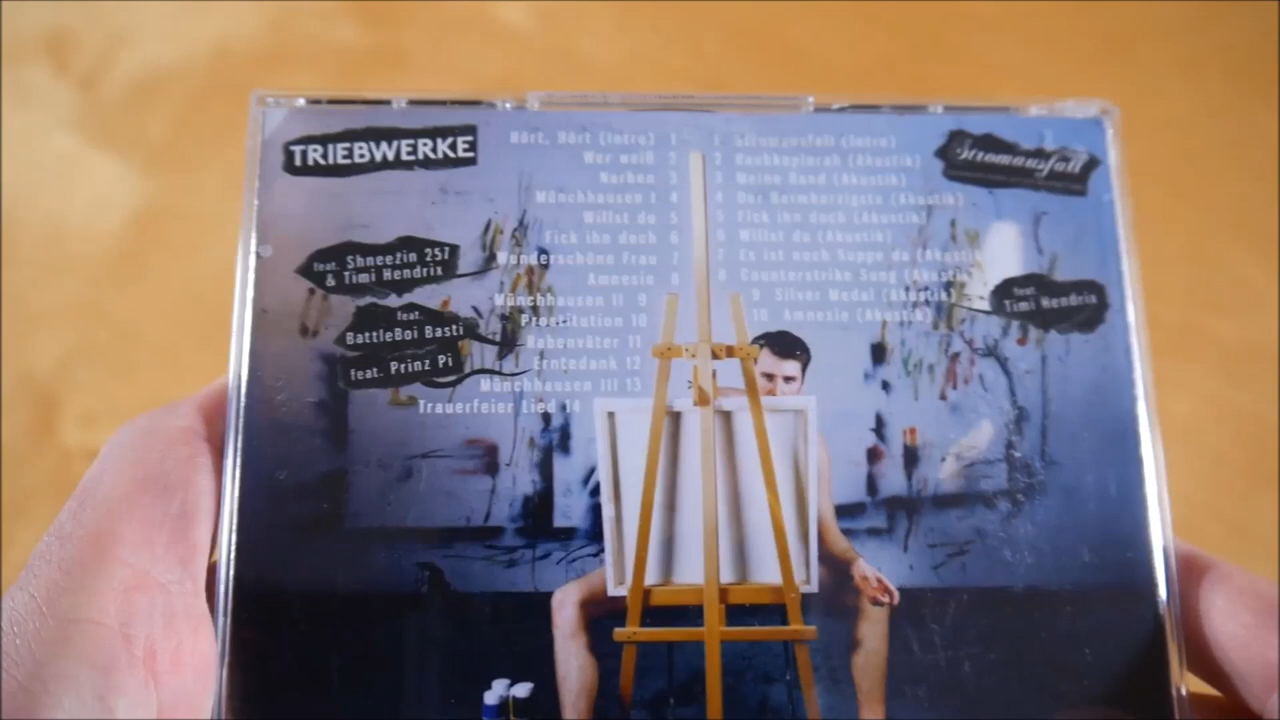 TRIEBWERKE
Hört, Hört (Intro) 1
Wer weiß 2
Nachen 3
Münchhausen I 4
Willst du 5
Fick ihn doch 6
Wunderschöne Frau 7
feat. Shneezin 257
& Timi Hendrix
Amnesie 8
Münchhausen II 9
feat.
BattleBoi Basti
Prostitution 10
Rabenväter 11
feat. Prinz Pi
Erntedank 12
Münchhausen III 13
Trauerfeier Lied 14
Stromausfall
1 Stromausfall (Intro)
2 Raubkopierah (Akustik)
3 Meine Band (Akustik)
4 Der Warmherzigste (Akustik)
5 Fick ihn doch (Akustik)
6 Willst du (Akustik)
7 Es ist noch Suppe da (Akustik
8 Counterstrike Song (Akustik)
9 Silver Medal (Akustik)
feat.
Timi Hendrix
10 Amnesie (Akustik)